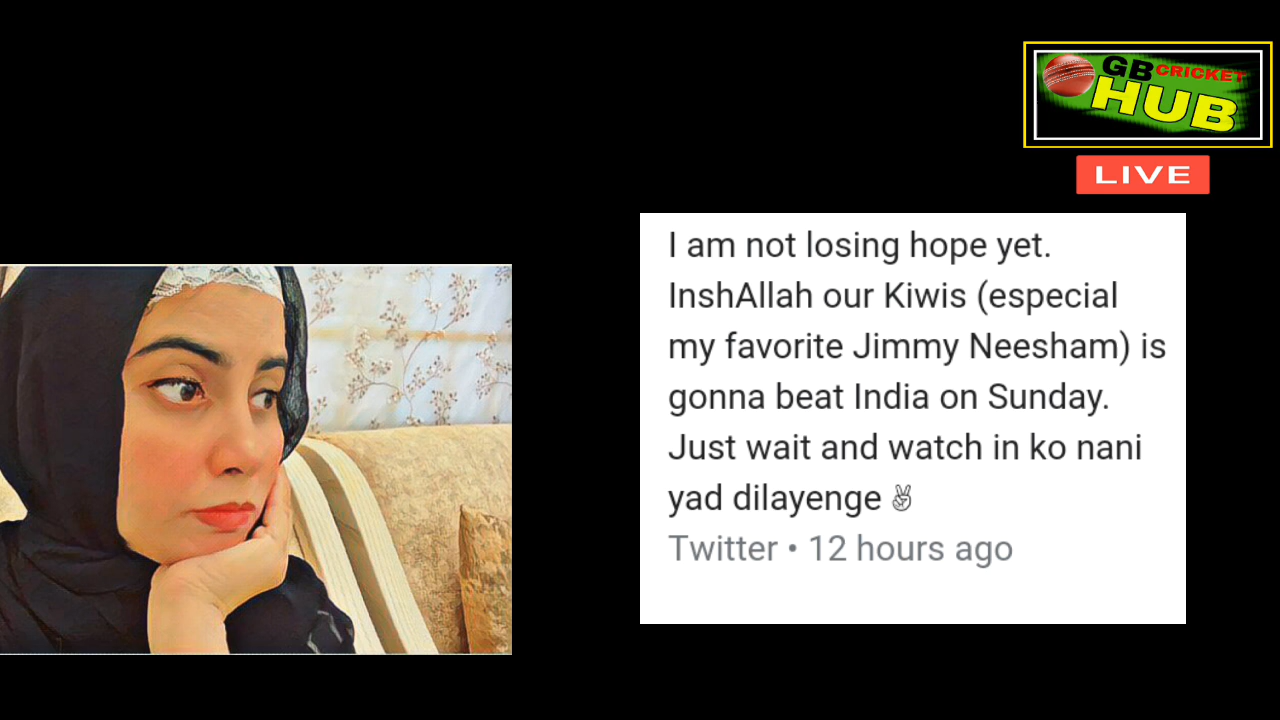 GB CRICKET
HUB
LIVE
I am not losing hope yet.
InshAllah our Kiwis (especial
my favorite Jimmy Neesham) is
gonna beat India on Sunday.
Just wait and watch in ko nani
yad dilayenge ✌
Twitter • 12 hours ago